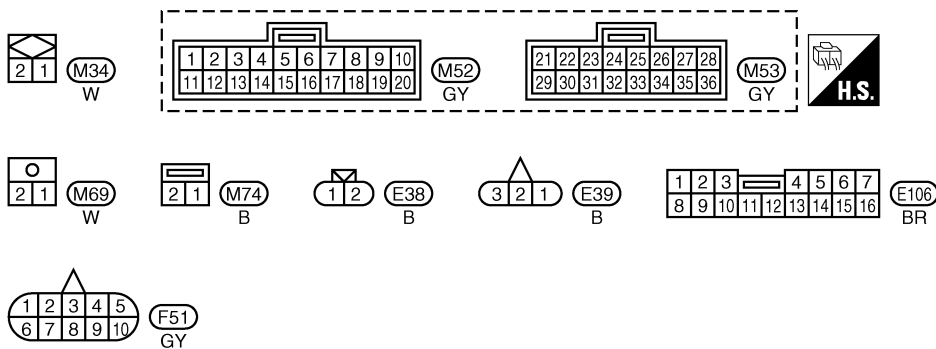 2 1 M34
W
1 2 3 4 5 6 7 8 9 10
11 12 13 14 15 16 17 18 19 20
M52
GY
21 22 23 24 25 26 27 28
29 30 31 32 33 34 35 36
M53
GY
H.S.
2 1 M69
W
2 1 M74
B
1 2 E38
B
3 2 1 E39
B
1 2 3 4 5 6 7
8 9 10 11 12 13 14 15 16
E106
BR
1 2 3 4 5
6 7 8 9 10
F51
GY